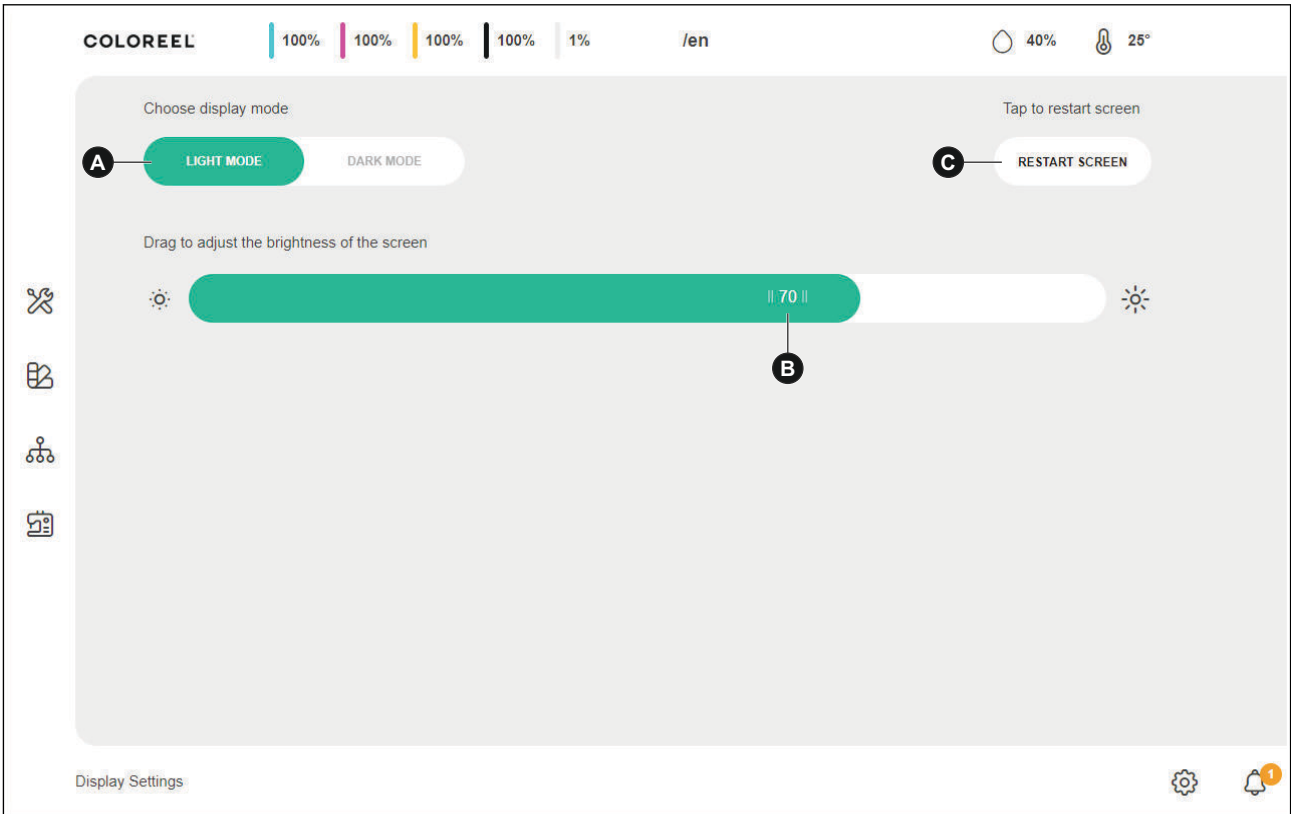 COLOREEL 100% 100% 100% 100% 1% /en 40% 25°
Choose display mode Tap to restart screen
A LIGHT MODE DARK MODE C RESTART SCREEN
Drag to adjust the brightness of the screen
|| 70 ||
B
Display Settings 1